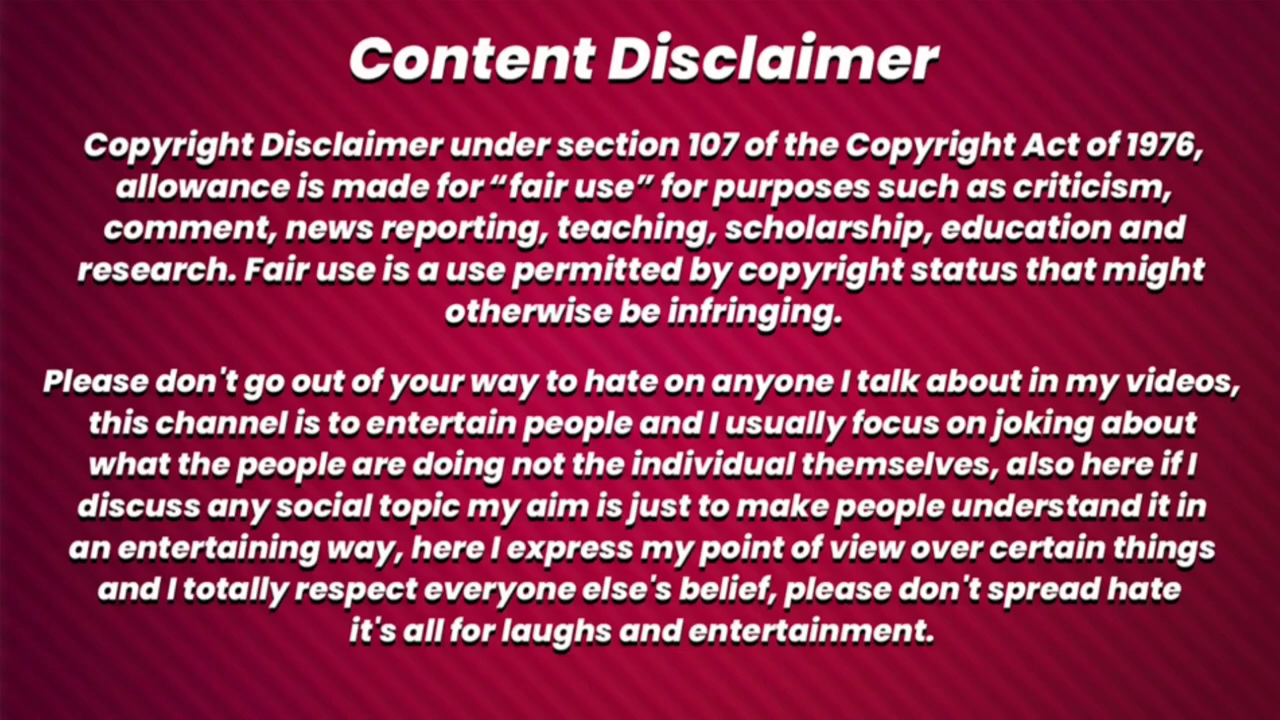 Content Disclaimer
Copyright Disclaimer under section 107 of the Copyright Act of 1976,
allowance is made for “fair use” for purposes such as criticism,
comment, news reporting, teaching, scholarship, education and
research. Fair use is a use permitted by copyright status that might
otherwise be infringing.
Please don't go out of your way to hate on anyone I talk about in my videos,
this channel is to entertain people and I usually focus on joking about
what the people are doing not the individual themselves, also here if I
discuss any social topic my aim is just to make people understand it in
an entertaining way, here I express my point of view over certain things
and I totally respect everyone else's belief, please don't spread hate
it's all for laughs and entertainment.